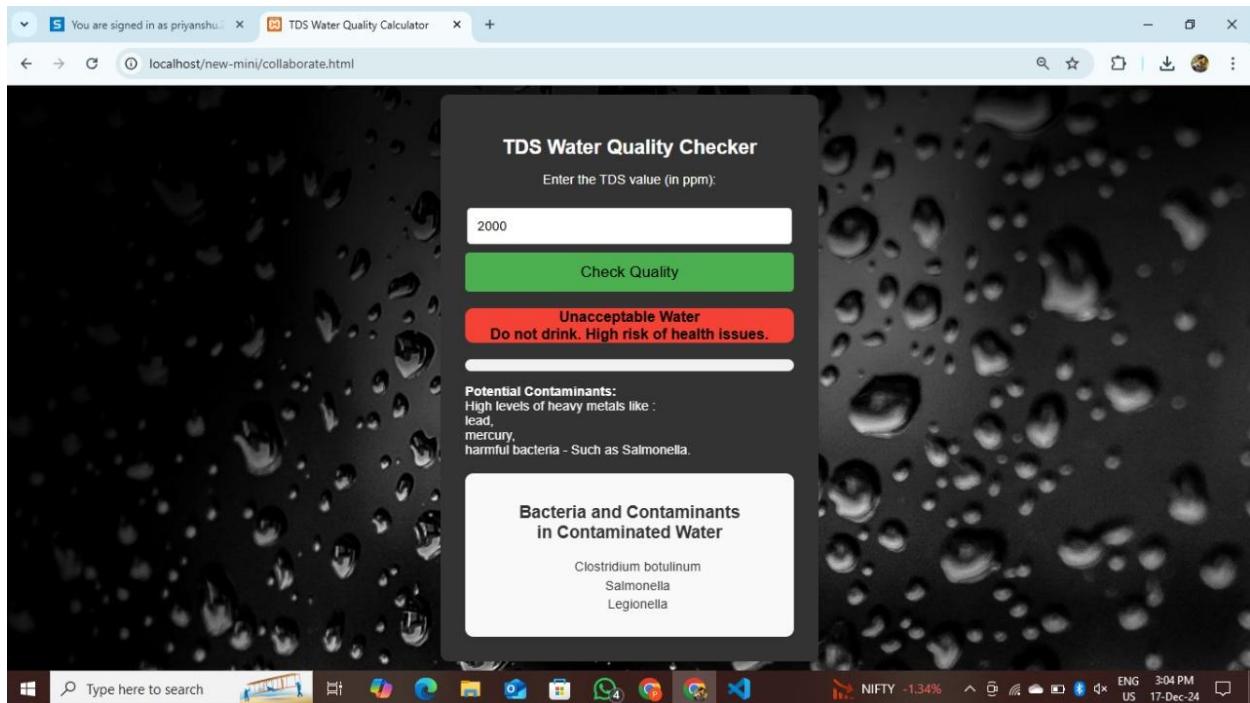 You are signed in as priyanshu.
TDS Water Quality Calculator
localhost/new-mini/collaborate.html
TDS Water Quality Checker
Enter the TDS value (in ppm):
2000
Check Quality
Unacceptable Water
Do not drink. High risk of health issues.
Potential Contaminants:
High levels of heavy metals like :
lead,
mercury,
harmful bacteria - Such as Salmonella.
Bacteria and Contaminants
in Contaminated Water
Clostridium botulinum
Salmonella
Legionella
Type here to search
4
NIFTY -1.34%
ENG
US
3:04 PM
17-Dec-24